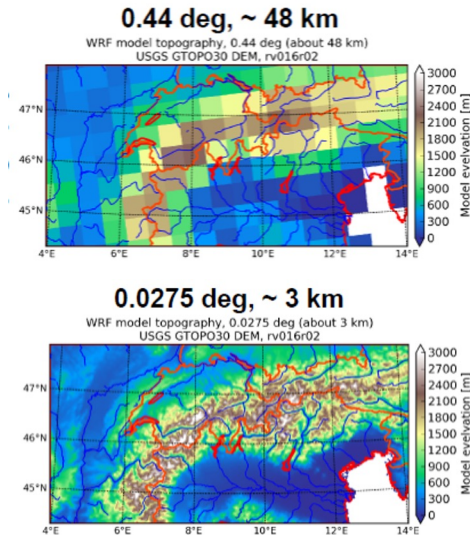 0.44 deg, ~ 48 km
WRF model topography, 0.44 deg (about 48 km)
USGS GTOPO30 DEM, rv016r02
47°N
46°N
45°N
4°E 6°E 8°E 10°E 12°E 14°E
3000
2700
2400
2100
1800
1500
1200
900
600
300
0
Model evelvation [m]
0.0275 deg, ~ 3 km
WRF model topography, 0.0275 deg (about 3 km)
USGS GTOPO30 DEM, rv016r02
47°N
46°N
45°N
4°E 6°E 8°E 10°E 12°E 14°E
3000
2700
2400
2100
1800
1500
1200
900
600
300
0
Model evelvation [m]